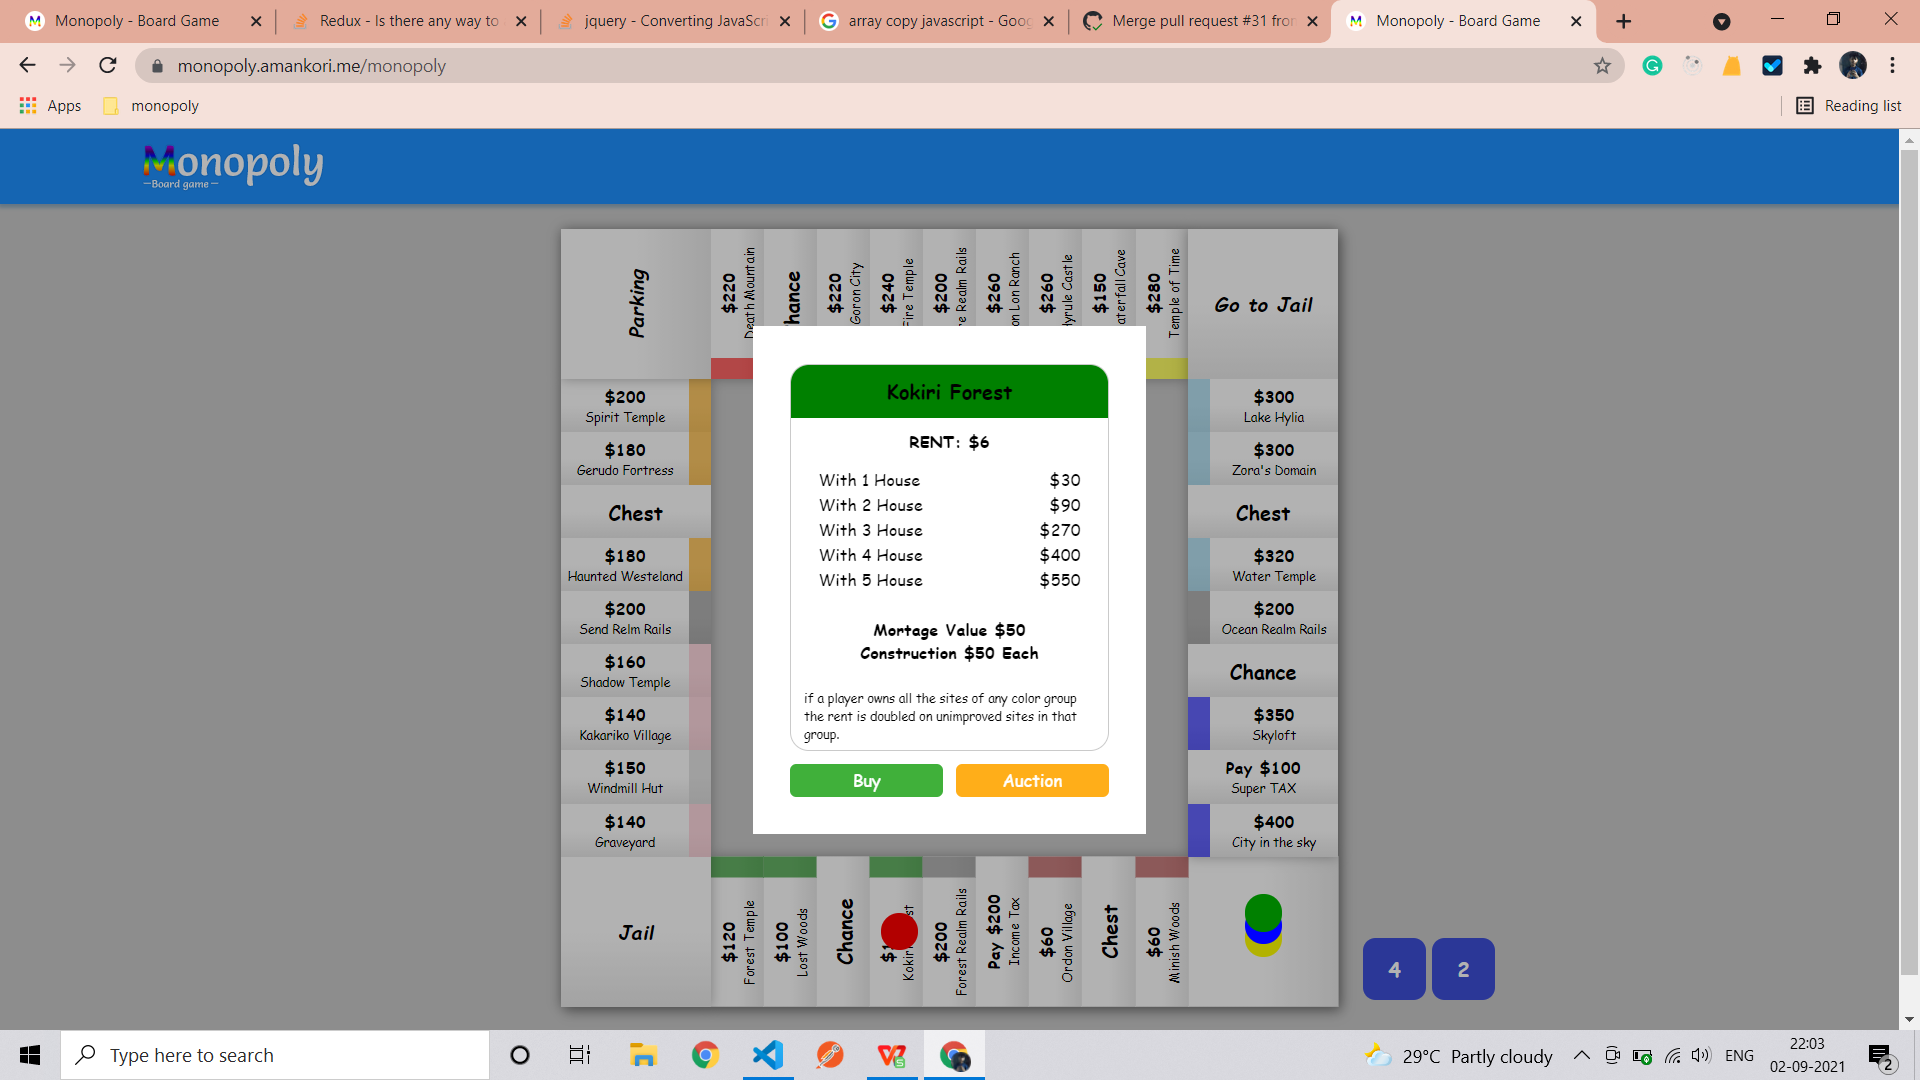 Monopoly - Board Game
Redux - Is there any way to
jquery - Converting JavaScri
array copy javascript - Goog
Merge pull request #31 fron
Monopoly - Board Game
monopoly.amankori.me/monopoly
Apps
monopoly
Reading list
Monopoly
Board game
Parking
$220
Death Mountain
hance
$220
Goron City
$240
Fire Temple
$200
re Realm Rails
$260
on Lon Ranch
$260
yrule Castle
$150
aterfall Cave
$280
Temple of Time
Go to Jail
$200
Spirit Temple
$180
Gerudo Fortress
Chest
$180
Haunted Westeland
$200
Send Relm Rails
$160
Shadow Temple
$140
Kakariko Village
$150
Windmill Hut
$140
Graveyard
Kokiri Forest
RENT: $6
With 1 House $30
With 2 House $90
With 3 House $270
With 4 House $400
With 5 House $550
Mortage Value $50
Construction $50 Each
if a player owns all the sites of any color group
the rent is doubled on unimproved sites in that
group.
Buy
Auction
$300
Lake Hylia
$300
Zora's Domain
Chest
$320
Water Temple
$200
Ocean Realm Rails
Chance
$350
Skyloft
Pay $100
Super TAX
$400
City in the sky
Jail
$120
Forest Temple
$100
Lost Woods
Chance
$200
Forest Realm Rails
Pay $200
Income Tax
$60
Ordon Village
Chest
$60
Minish Woods
4
2
Type here to search
29°C Partly cloudy
ENG
22:03
02-09-2021
2